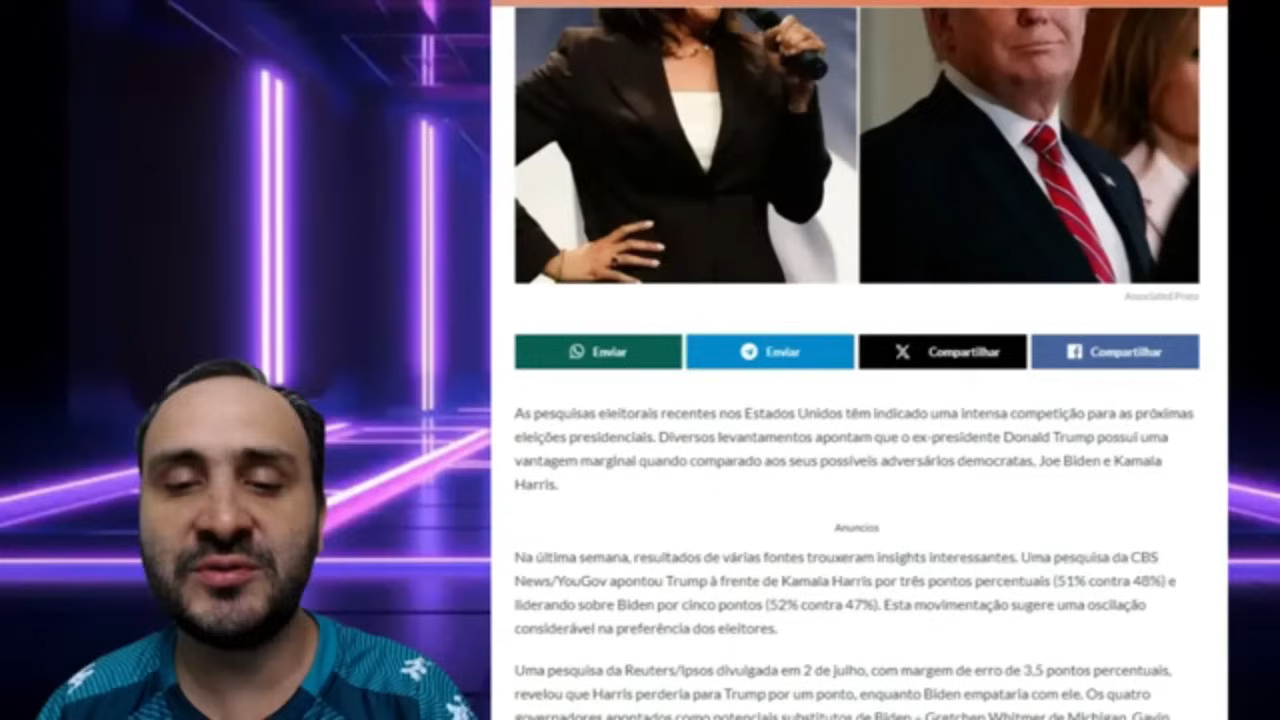 Associated Press
Enviar
Enviar
Compartilhar
Compartilhar
As pesquisas eleitorais recentes nos Estados Unidos têm indicado uma intensa competição para as próximas
eleições presidenciais. Diversos levantamentos apontam que o ex-presidente Donald Trump possui uma
vantagem marginal quando comparado aos seus possíveis adversários democratas, Joe Biden e Kamala
Harris.
Anuncios
Na última semana, resultados de várias fontes trouxeram insights interessantes. Uma pesquisa da CBS
News/YouGov apontou Trump à frente de Kamala Harris por três pontos percentuais (51% contra 48%) e
liderando sobre Biden por cinco pontos (52% contra 47%). Esta movimentação sugere uma oscilação
considerável na preferência dos eleitores.
Uma pesquisa da Reuters/Ipsos divulgada em 2 de julho, com margem de erro de 3,5 pontos percentuais,
revelou que Harris perderia para Trump por um ponto, enquanto Biden empataria com ele. Os quatro
governadores apontados como potenciais substitutos de Biden – Gretchen Whitmer de Michigan, Gavin